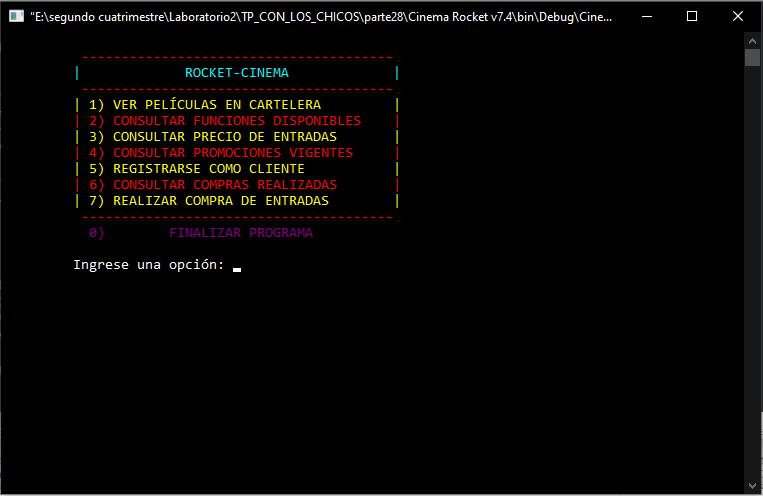 "E:\segundo cuatrimestre\Laboratorio2\TP_CON_LOS_CHICOS\parte28\Cinema Rocket v7.4\bin\Debug\Cine...
---------------------------------------
| ROCKET-CINEMA |
---------------------------------------
| 1) VER PELÍCULAS EN CARTELERA |
| 2) CONSULTAR FUNCIONES DISPONIBLES |
| 3) CONSULTAR PRECIO DE ENTRADAS |
| 4) CONSULTAR PROMOCIONES VIGENTES |
| 5) REGISTRARSE COMO CLIENTE |
| 6) CONSULTAR COMPRAS REALIZADAS |
| 7) REALIZAR COMPRA DE ENTRADAS |
---------------------------------------
0) FINALIZAR PROGRAMA
Ingrese una opción: